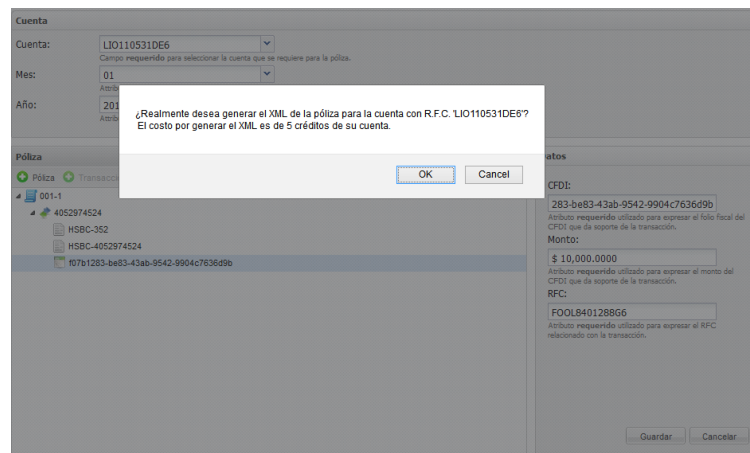 Cuenta
Cuenta: LIO110531DE6
Campo requerido para seleccionar la cuenta que se requiere para la póliza.
Mes: 01
Año: 201
¿Realmente desea generar el XML de la póliza para la cuenta con R.F.C. 'LIO110531DE6'?
El costo por generar el XML es de 5 créditos de su cuenta.
OK Cancel
Póliza
Póliza
001-1
4052974524
HSBC-352
HSBC-4052974524
f07b1283-be83-43ab-9542-9904c7636d9b
atos
CFDI:
283-be83-43ab-9542-9904c7636d9b
Atributo requerido utilizado para expresar el folio fiscal del
CFDI que da soporte de la transacción.
Monto:
$ 10,000.0000
Atributo requerido utilizado para expresar el monto del
CFDI que da soporte de la transacción.
RFC:
FOOL8401288G6
Atributo requerido utilizado para expresar el RFC
relacionado con la transacción.
Guardar Cancelar